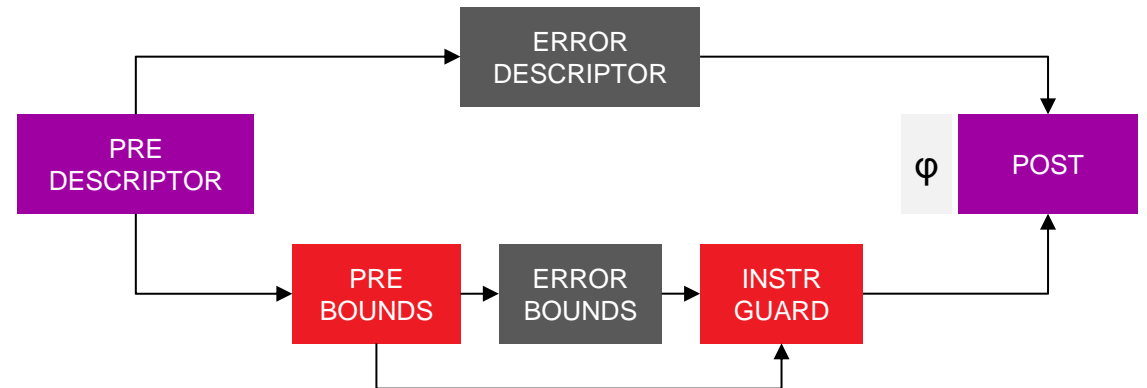 ERROR
DESCRIPTOR
PRE
DESCRIPTOR
φ
POST
PRE
BOUNDS
ERROR
BOUNDS
INSTR
GUARD